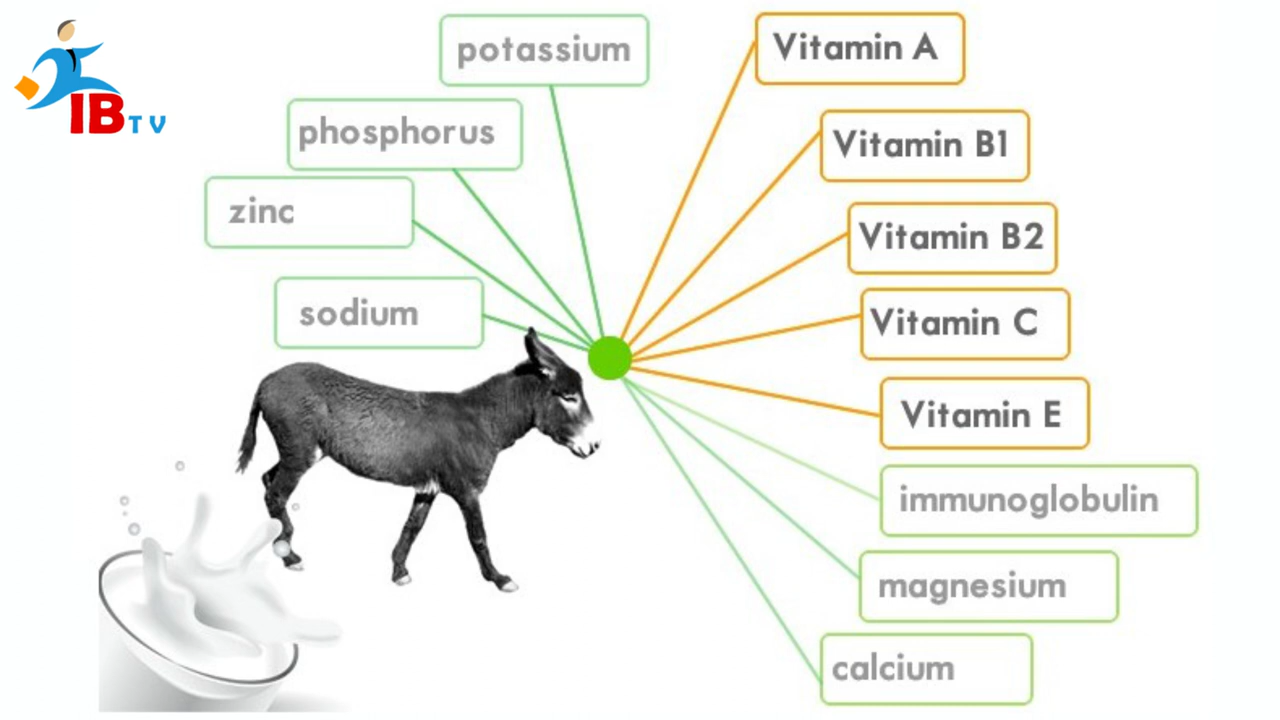 IBTV
potassium
phosphorus
zinc
sodium
Vitamin A
Vitamin B1
Vitamin B2
Vitamin C
Vitamin E
immunoglobulin
magnesium
calcium